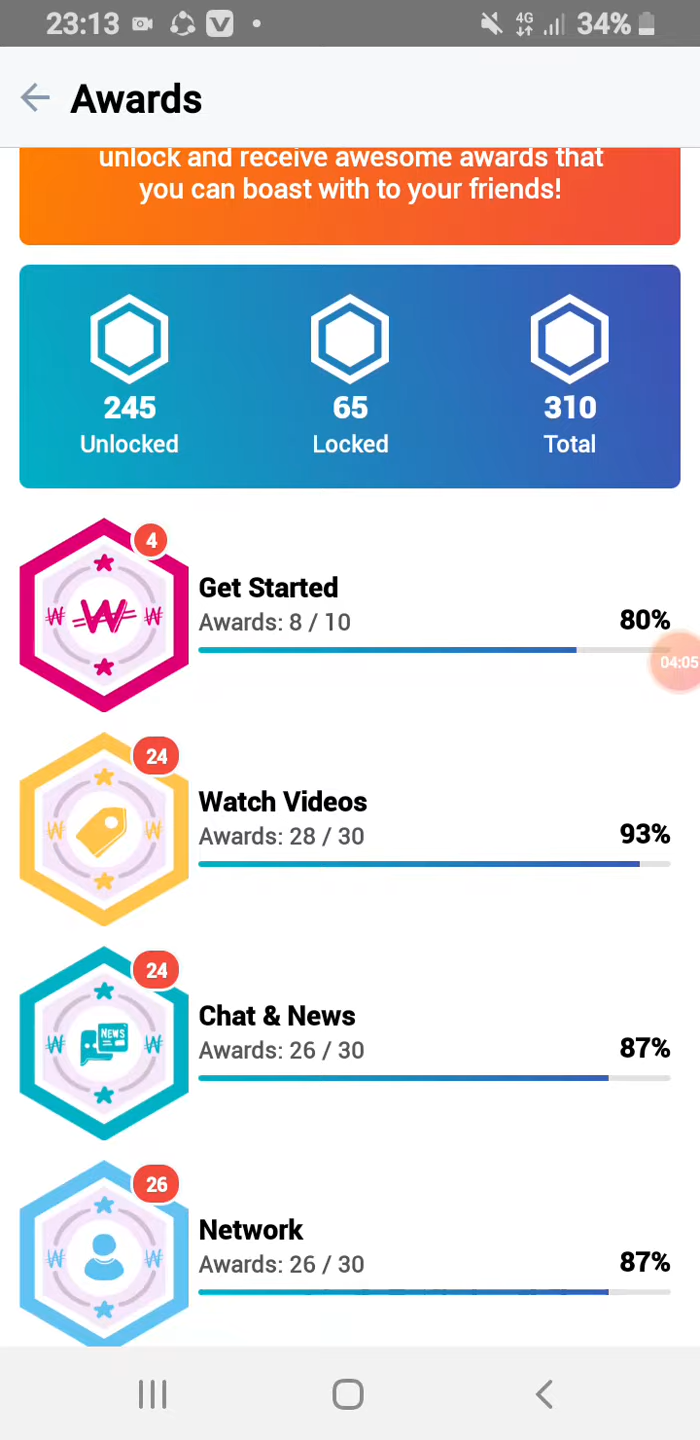 23:13
4G
34%
Awards
unlock and receive awesome awards that
you can boast with to your friends!
245
Unlocked
65
Locked
310
Total
4
Get Started
Awards: 8 / 10
80%
04:05
24
Watch Videos
Awards: 28 / 30
93%
24
NEWS
Chat & News
Awards: 26 / 30
87%
26
Network
Awards: 26 / 30
87%